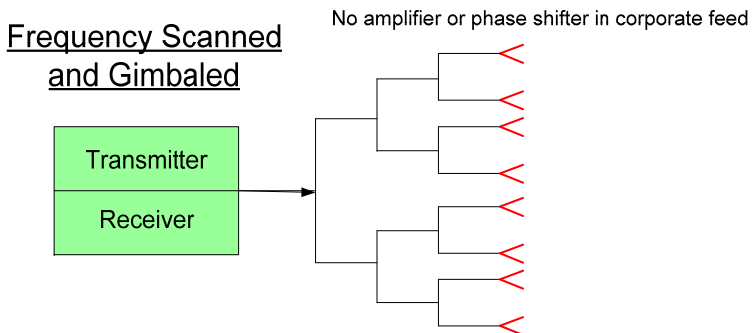 No amplifier or phase shifter in corporate feed
Frequency Scanned
and Gimbaled
Transmitter
Receiver